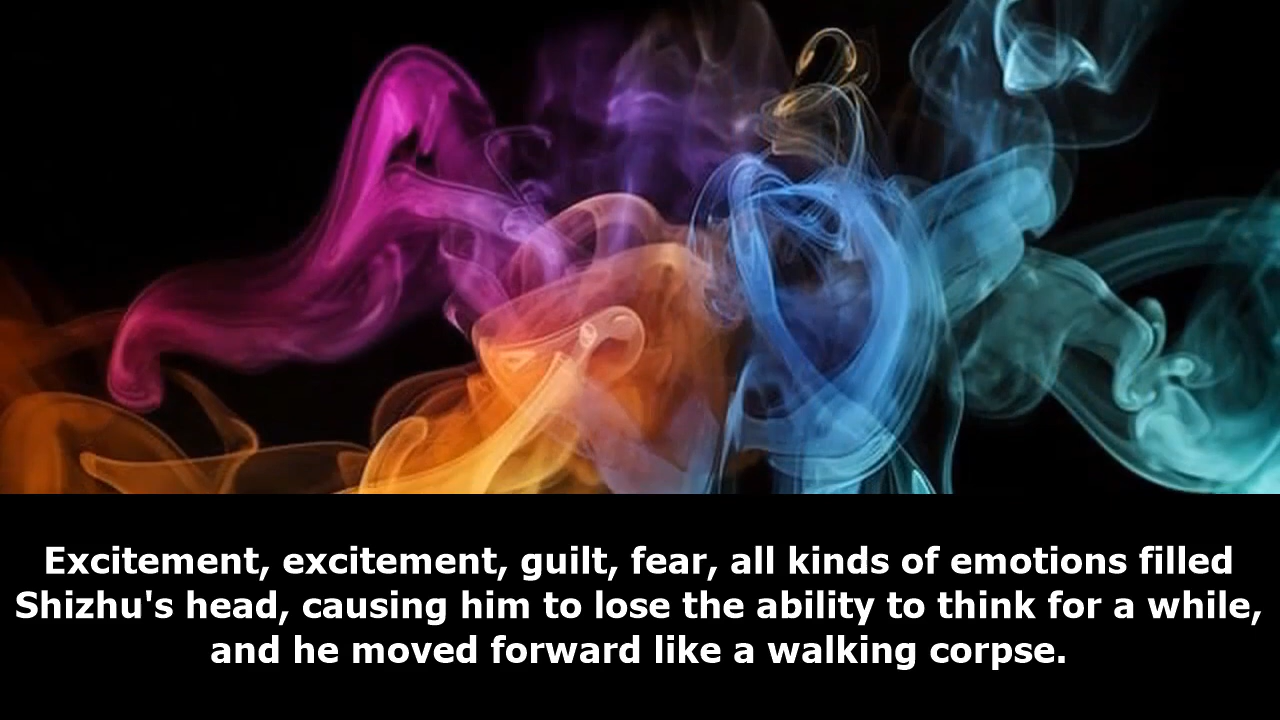 Excitement, excitement, guilt, fear, all kinds of emotions filled
Shizhu's head, causing him to lose the ability to think for a while,
and he moved forward like a walking corpse.